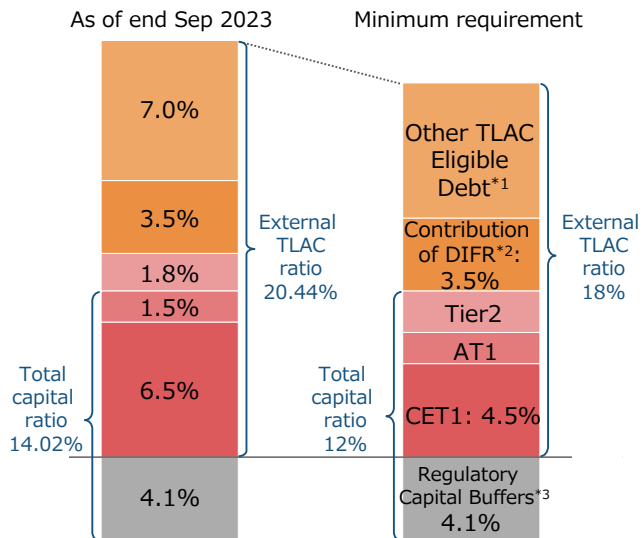 As of end Sep 2023
Minimum requirement
7.0%
3.5%
1.8%
1.5%
6.5%
4.1%
External
TLAC
ratio
20.44%
Total
capital
ratio
14.02%
Other TLAC
Eligible
Debt*1
Contribution
of DIFR*2:
3.5%
Tier2
AT1
CET1: 4.5%
Regulatory
Capital Buffers*3
4.1%
External
TLAC
ratio
18%
Total
capital
ratio
12%